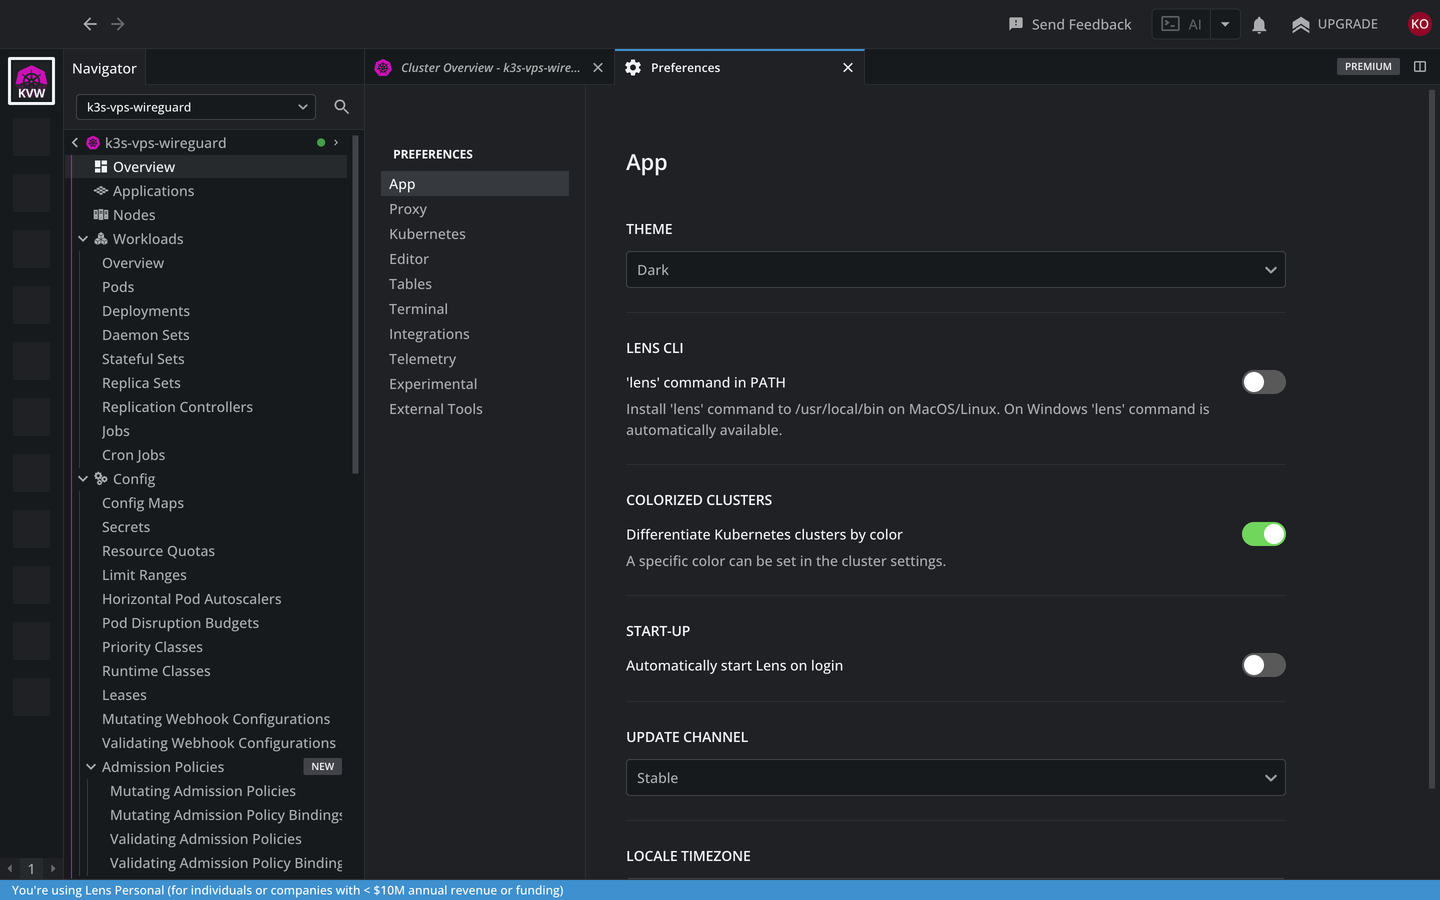 Send Feedback
AI
UPGRADE
KO
KVW
Navigator
Cluster Overview - k3s-vps-wire...
Preferences
PREMIUM
k3s-vps-wireguard
k3s-vps-wireguard
Overview
Applications
Nodes
Workloads
Overview
Pods
Deployments
Daemon Sets
Stateful Sets
Replica Sets
Replication Controllers
Jobs
Cron Jobs
Config
Config Maps
Secrets
Resource Quotas
Limit Ranges
Horizontal Pod Autoscalers
Pod Disruption Budgets
Priority Classes
Runtime Classes
Leases
Mutating Webhook Configurations
Validating Webhook Configurations
Admission Policies
NEW
Mutating Admission Policies
Mutating Admission Policy Bindings
Validating Admission Policies
Validating Admission Policy Binding
1
PREFERENCES
App
Proxy
Kubernetes
Editor
Tables
Terminal
Integrations
Telemetry
Experimental
External Tools
App
THEME
Dark
LENS CLI
'lens' command in PATH
Install 'lens' command to /usr/local/bin on MacOS/Linux. On Windows 'lens' command is
automatically available.
COLORIZED CLUSTERS
Differentiate Kubernetes clusters by color
A specific color can be set in the cluster settings.
START-UP
Automatically start Lens on login
UPDATE CHANNEL
Stable
LOCALE TIMEZONE
You're using Lens Personal (for individuals or companies with < $10M annual revenue or funding)